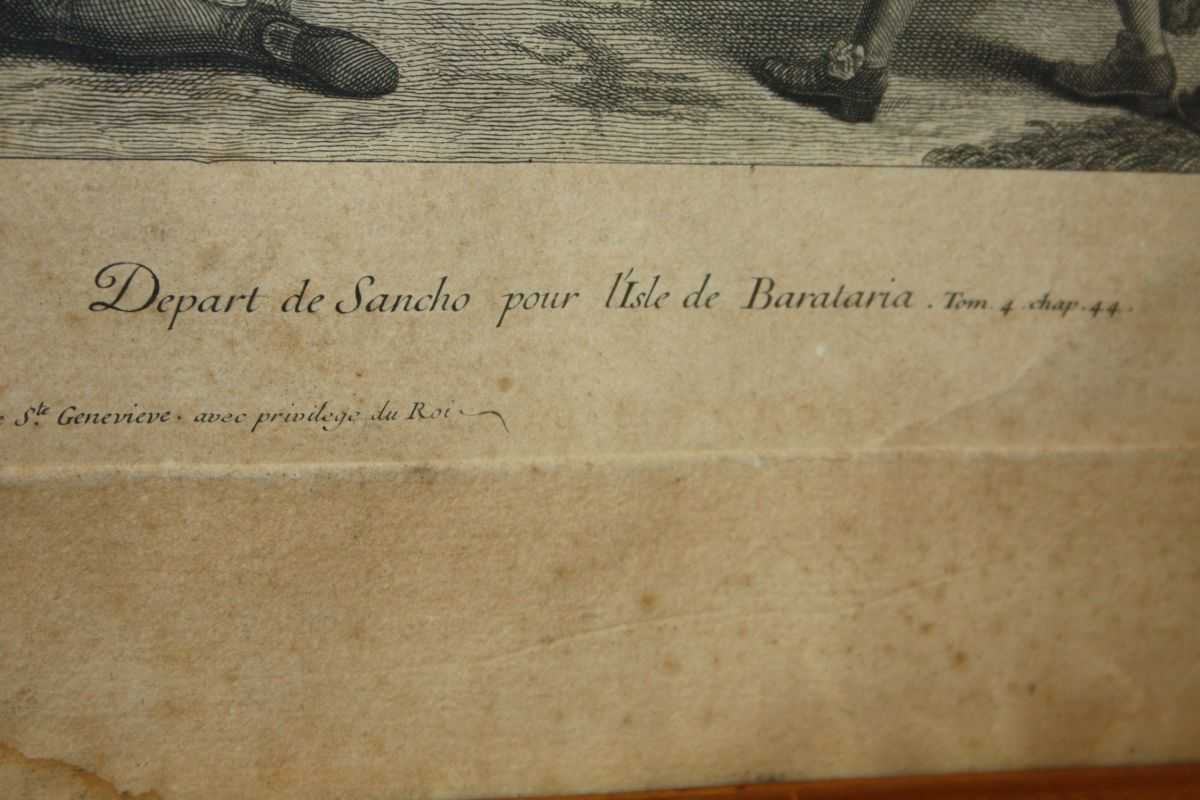 Depart de Sancho pour l'Isle de Barataria. Tom 4. chap. 44.
Ste. Genevieve. avec privilege du Roi